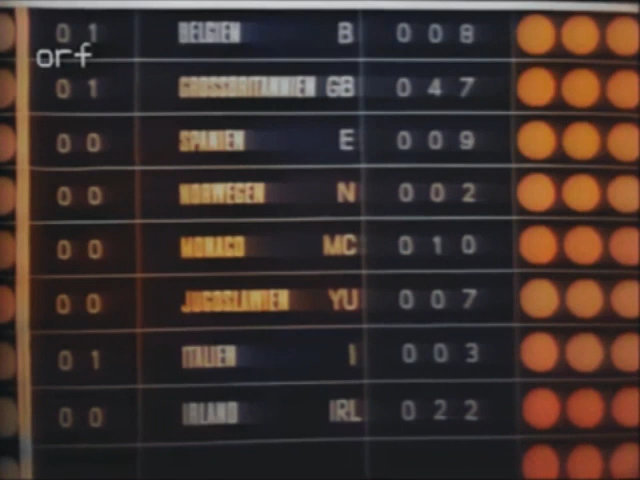 0 1 BELGIEN B 0 0 8
orf
0 1 GROSSBRITANNIEN GB 0 4 7
0 0 SPANIEN E 0 0 9
0 0 NORWEGEN N 0 0 2
0 0 MONACO MC 0 1 0
0 0 JUGOSLAWIEN YU 0 0 7
0 1 ITALIEN I 0 0 3
0 0 IRLAND IRL 0 2 2